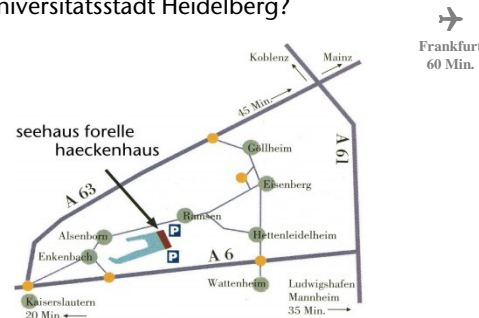 niversitätsstadt Heidelberg?
Frankfurt
60 Min.
Koblenz
Mainz
45 Min.
seehaus forelle
haeckenhaus
Göllheim
A 61
Eisenberg
A 63
Ramsen
P
Alsenborn
Hettenleidelheim
Enkenbach
P
A 6
Wattenheim
Ludwigshafen
Mannheim
35 Min.
Kaiserslautern
20 Min.